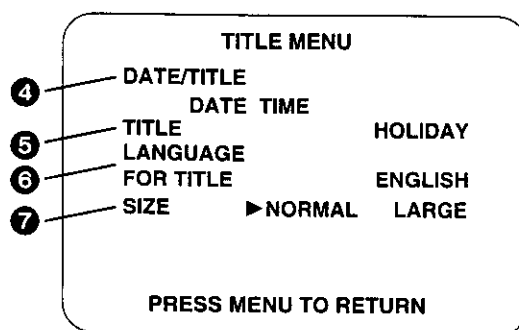 TITLE MENU
4 DATE/TITLE
DATE TIME
5 TITLE HOLIDAY
LANGUAGE
6 FOR TITLE ENGLISH
7 SIZE ▶NORMAL LARGE
PRESS MENU TO RETURN